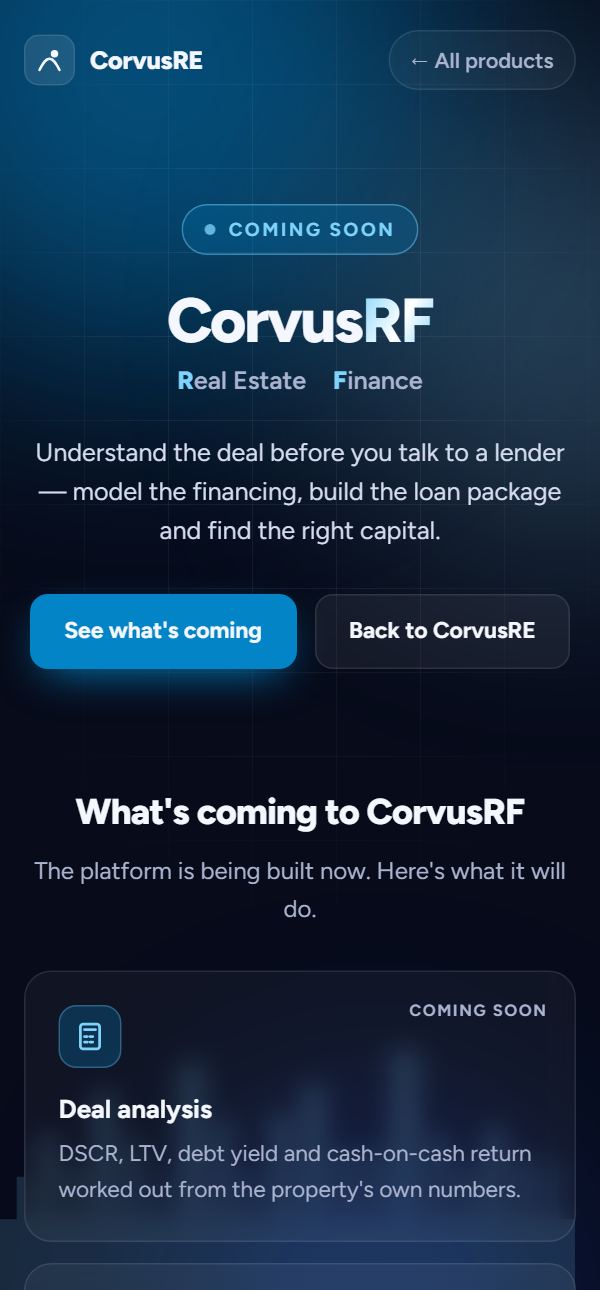 CorvusRE
← All products
COMING SOON
CorvusRF
Real Estate Finance
Understand the deal before you talk to a lender
— model the financing, build the loan package
and find the right capital.
See what's coming
Back to CorvusRE
What's coming to CorvusRF
The platform is being built now. Here's what it will
do.
COMING SOON
Deal analysis
DSCR, LTV, debt yield and cash-on-cash return
worked out from the property's own numbers.